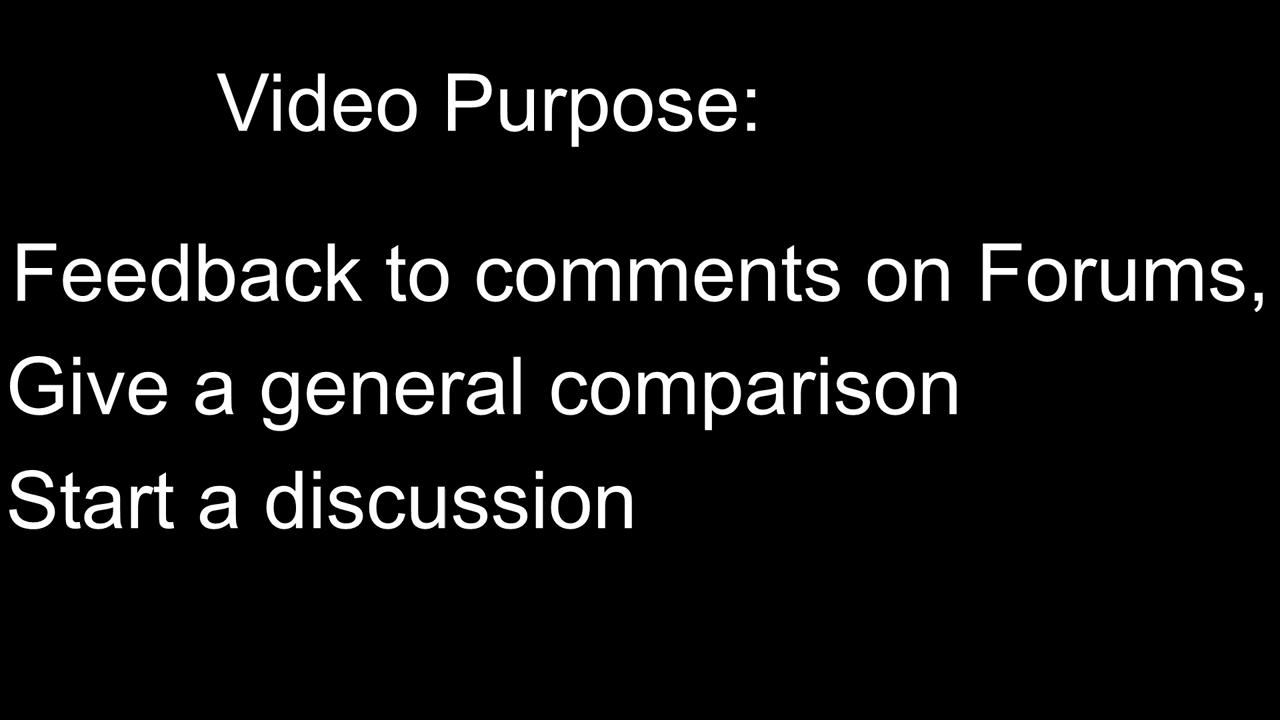 Video Purpose:
Feedback to comments on Forums,
Give a general comparison
Start a discussion